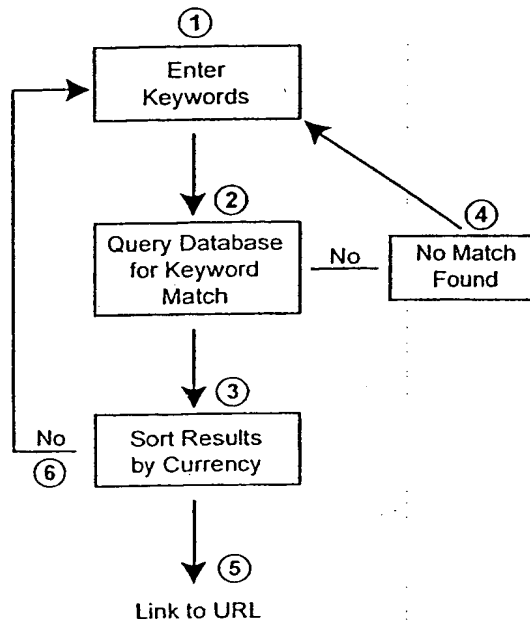 1
Enter
Keywords
2
4
Query Database
for Keyword
Match
No
No Match
Found
3
No
6
Sort Results
by Currency
5
Link to URL